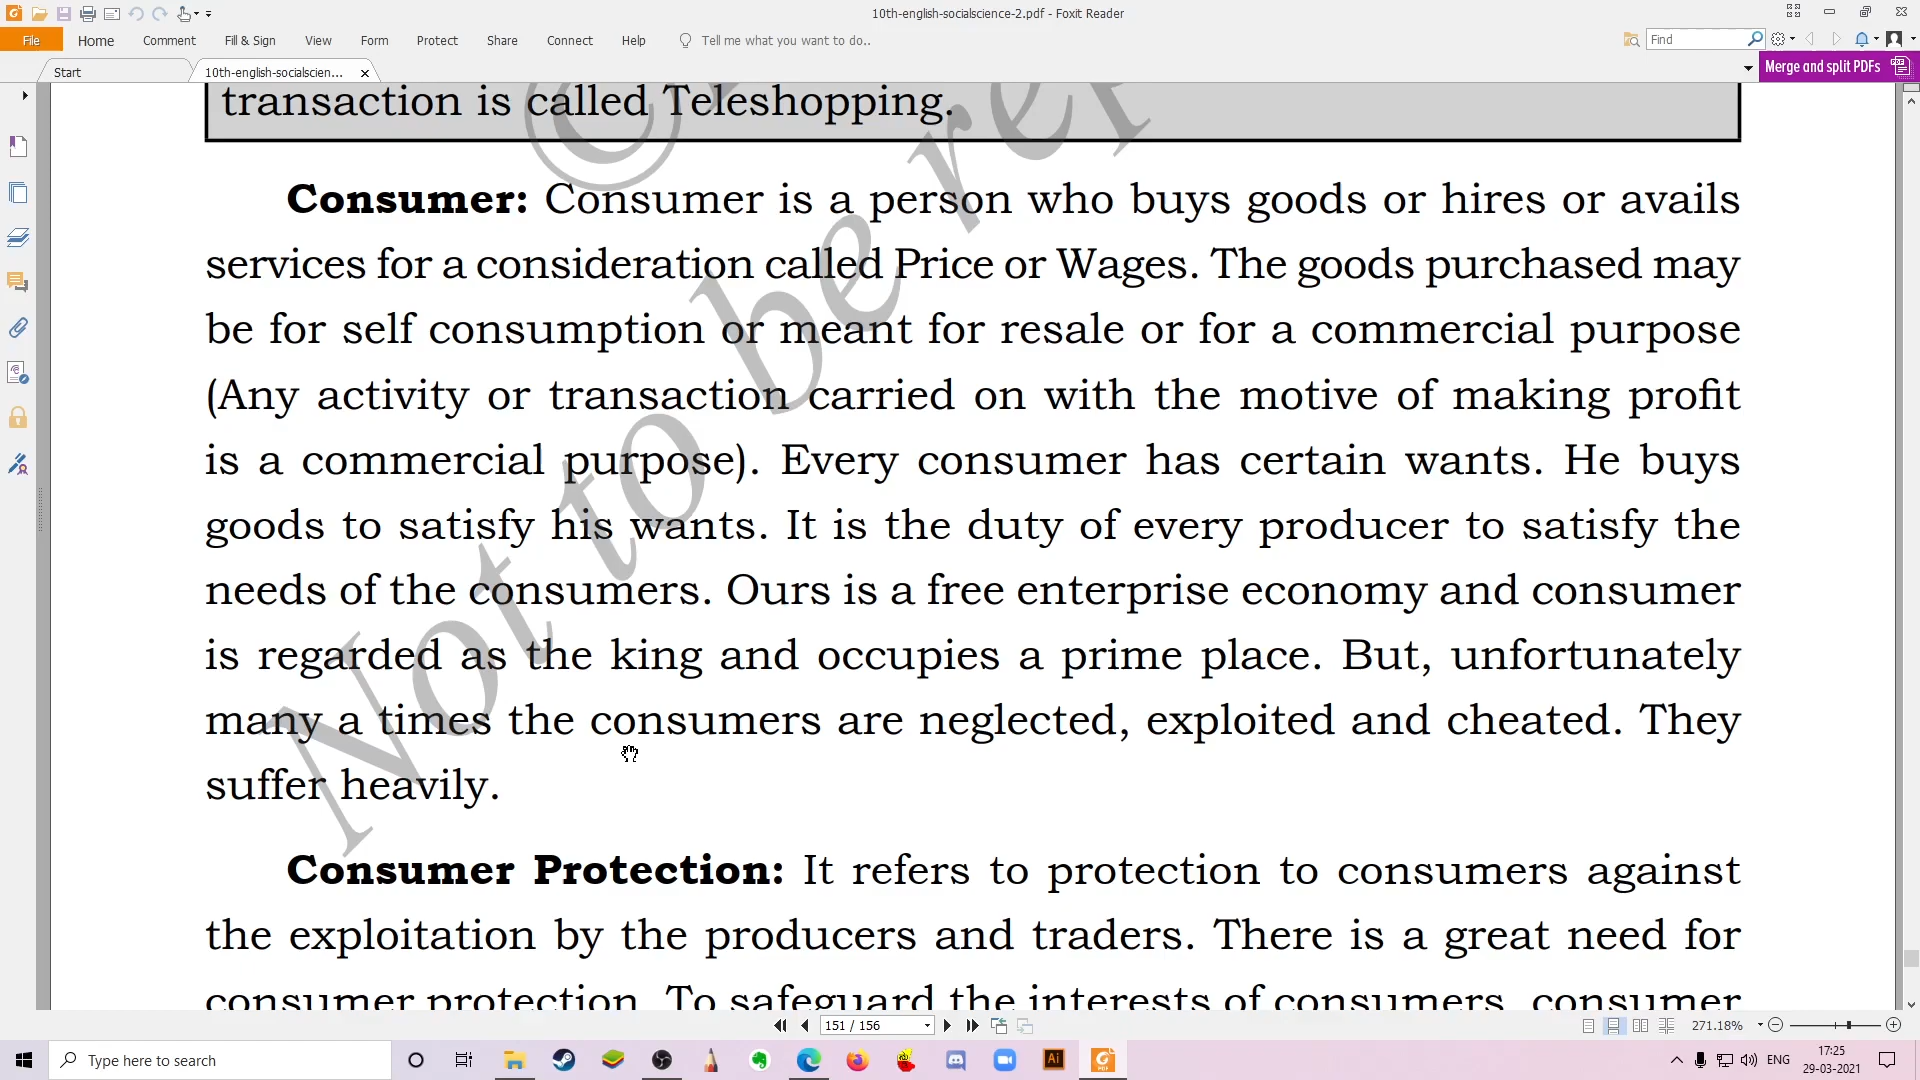 10th-english-socialscience-2.pdf - Foxit Reader
File Home Comment Fill & Sign View Form Protect Share Connect Help Tell me what you want to do.. Find
Start 10th-english-socialscien... Merge and split PDFs
transaction is called Teleshopping.
Consumer: Consumer is a person who buys goods or hires or avails
services for a consideration called Price or Wages. The goods purchased may
be for self consumption or meant for resale or for a commercial purpose
(Any activity or transaction carried on with the motive of making profit
is a commercial purpose). Every consumer has certain wants. He buys
goods to satisfy his wants. It is the duty of every producer to satisfy the
needs of the consumers. Ours is a free enterprise economy and consumer
is regarded as the king and occupies a prime place. But, unfortunately
many a times the consumers are neglected, exploited and cheated. They
suffer heavily.
Consumer Protection: It refers to protection to consumers against
the exploitation by the producers and traders. There is a great need for
consumer protection. To safeguard the interests of consumers, consumer
© Not to be rep
151 / 156 271.18%
Type here to search Ai PDF ENG 17:25
29-03-2021